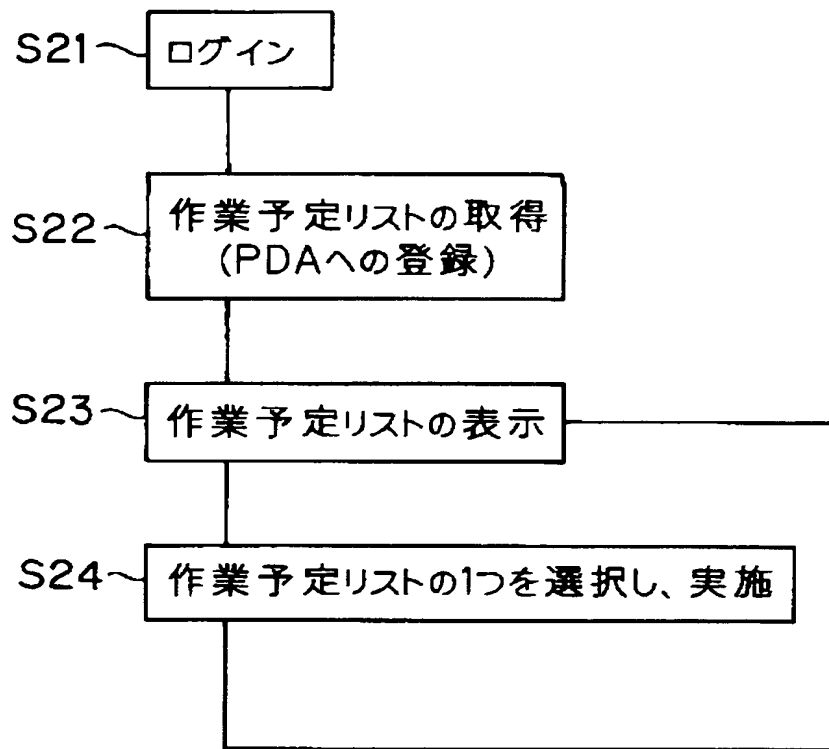 S21 ログイン
S22 作業予定リストの取得
(PDAへの登録)
S23 作業予定リストの表示
S24 作業予定リストの1つを選択し、実施